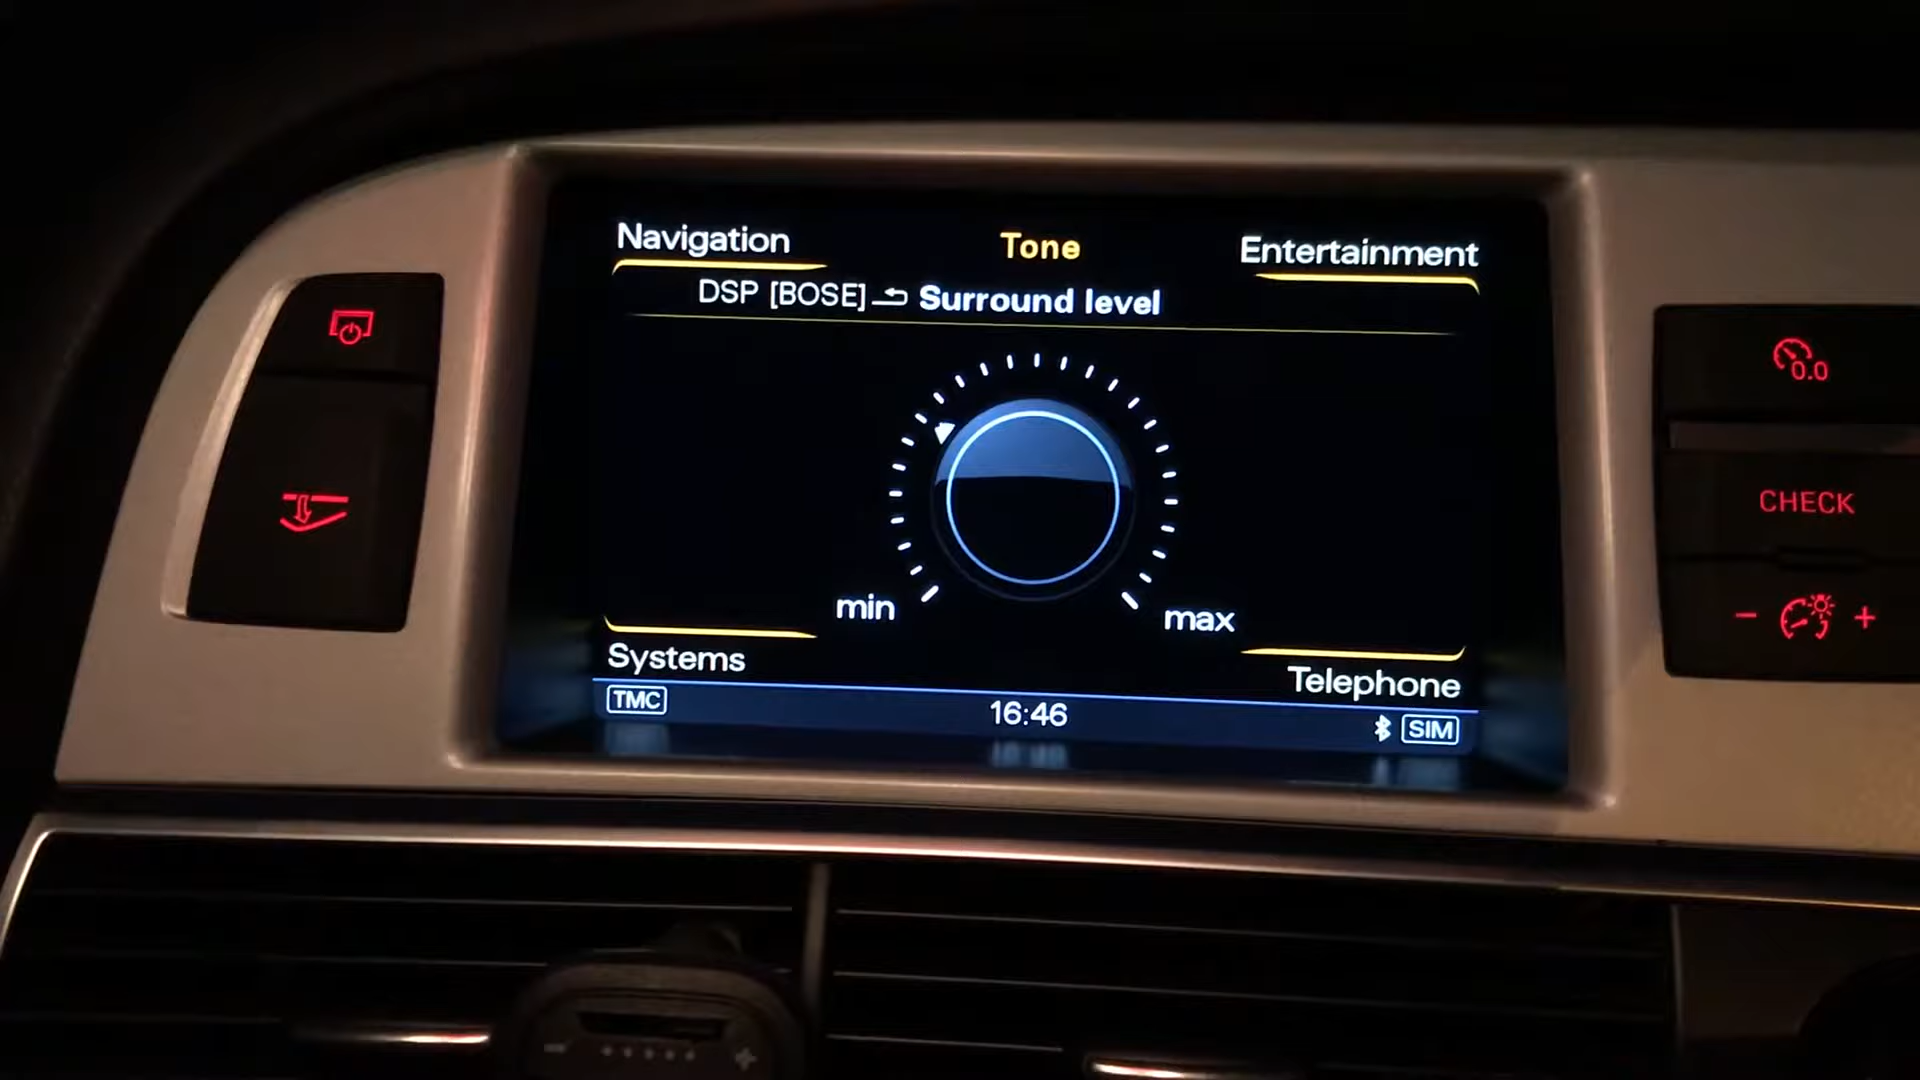 Navigation
Tone
Entertainment
DSP [BOSE] Surround level
min
max
Systems
Telephone
TMC
16:46
SIM
0.0
CHECK
- +
- +